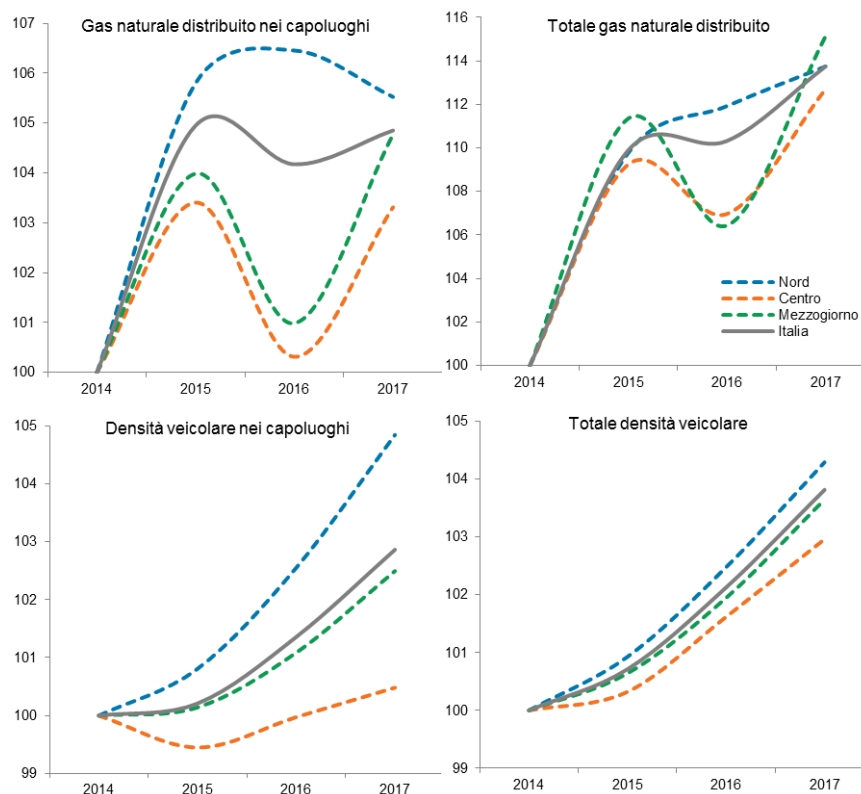 Gas naturale distribuito nei capoluoghi
107
106
105
104
103
102
101
100
2014 2015 2016 2017
Totale gas naturale distribuito
116
114
112
110
108
106
104
102
100
2014 2015 2016 2017
Nord
Centro
Mezzogiorno
Italia
Densità veicolare nei capoluoghi
105
104
103
102
101
100
99
2014 2015 2016 2017
Totale densità veicolare
105
104
103
102
101
100
99
2014 2015 2016 2017